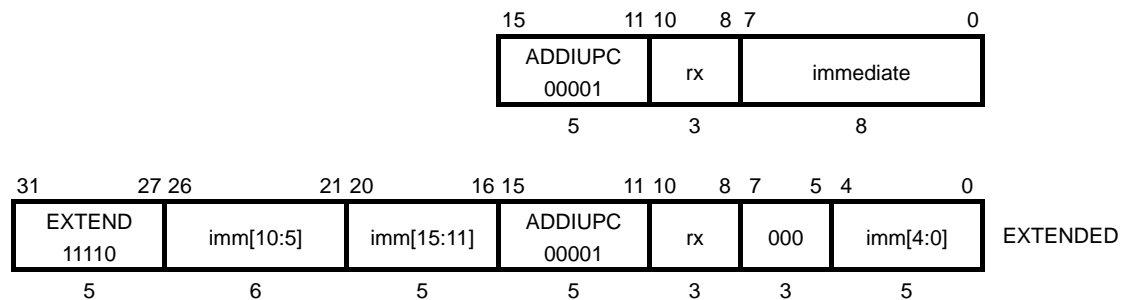 15 11 10 8 7 0
ADDIUPC
00001
rx
immediate
5 3 8
31 27 26 21 20 16 15 11 10 8 7 5 4 0
EXTEND
11110
imm[10:5]
imm[15:11]
ADDIUPC
00001
rx
000
imm[4:0]
EXTENDED
5 6 5 5 3 3 5